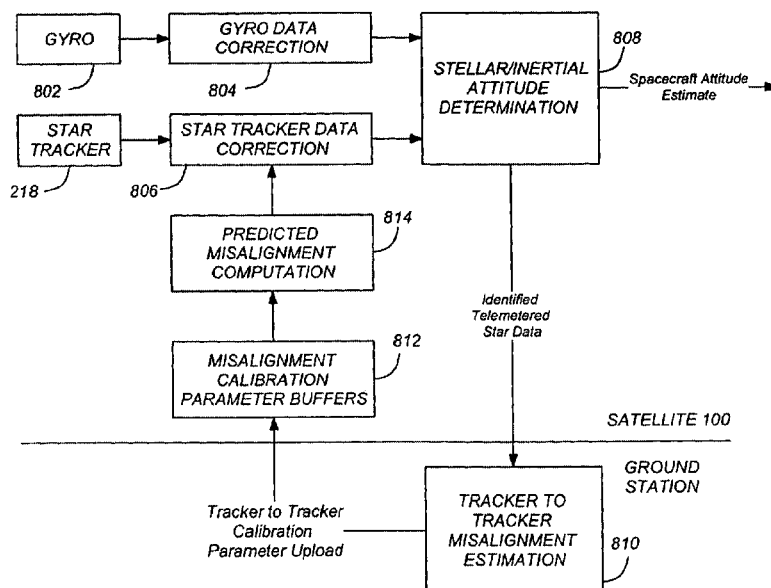 GYRO
802
GYRO DATA
CORRECTION
804
STELLAR/INERTIAL
ATTITUDE
DETERMINATION
808
Spacecraft Attitude
Estimate
STAR
TRACKER
218
STAR TRACKER DATA
CORRECTION
806
PREDICTED
MISALIGNMENT
COMPUTATION
814
Identified
Telemetered
Star Data
MISALIGNMENT
CALIBRATION
PARAMETER BUFFERS
812
SATELLITE 100
GROUND
STATION
Tracker to Tracker
Calibration
Parameter Upload
TRACKER TO
TRACKER
MISALIGNMENT
ESTIMATION
810